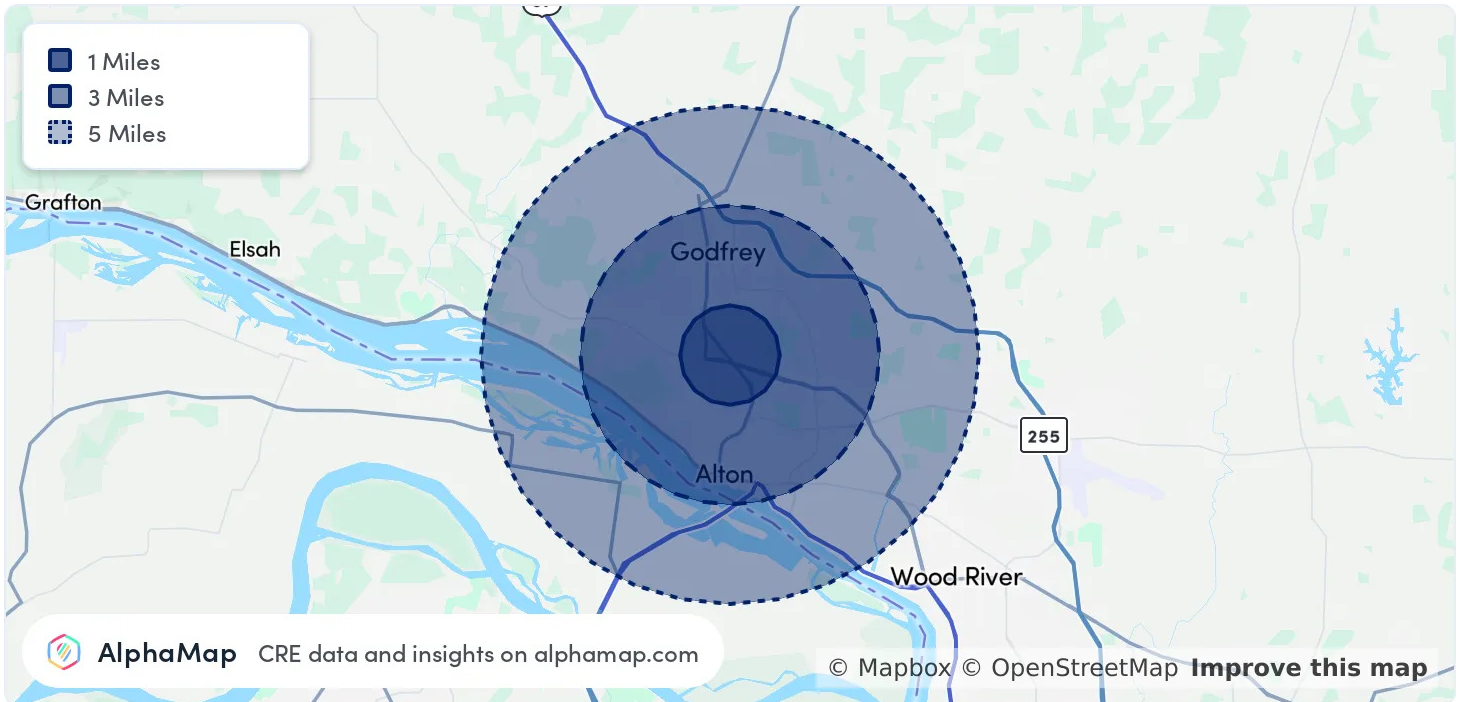 1 Miles
3 Miles
5 Miles
Grafton
Elsah
Godfrey
255
Alton
Wood River
AlphaMap CRE data and insights on alphamap.com
© Mapbox © OpenStreetMap Improve this map